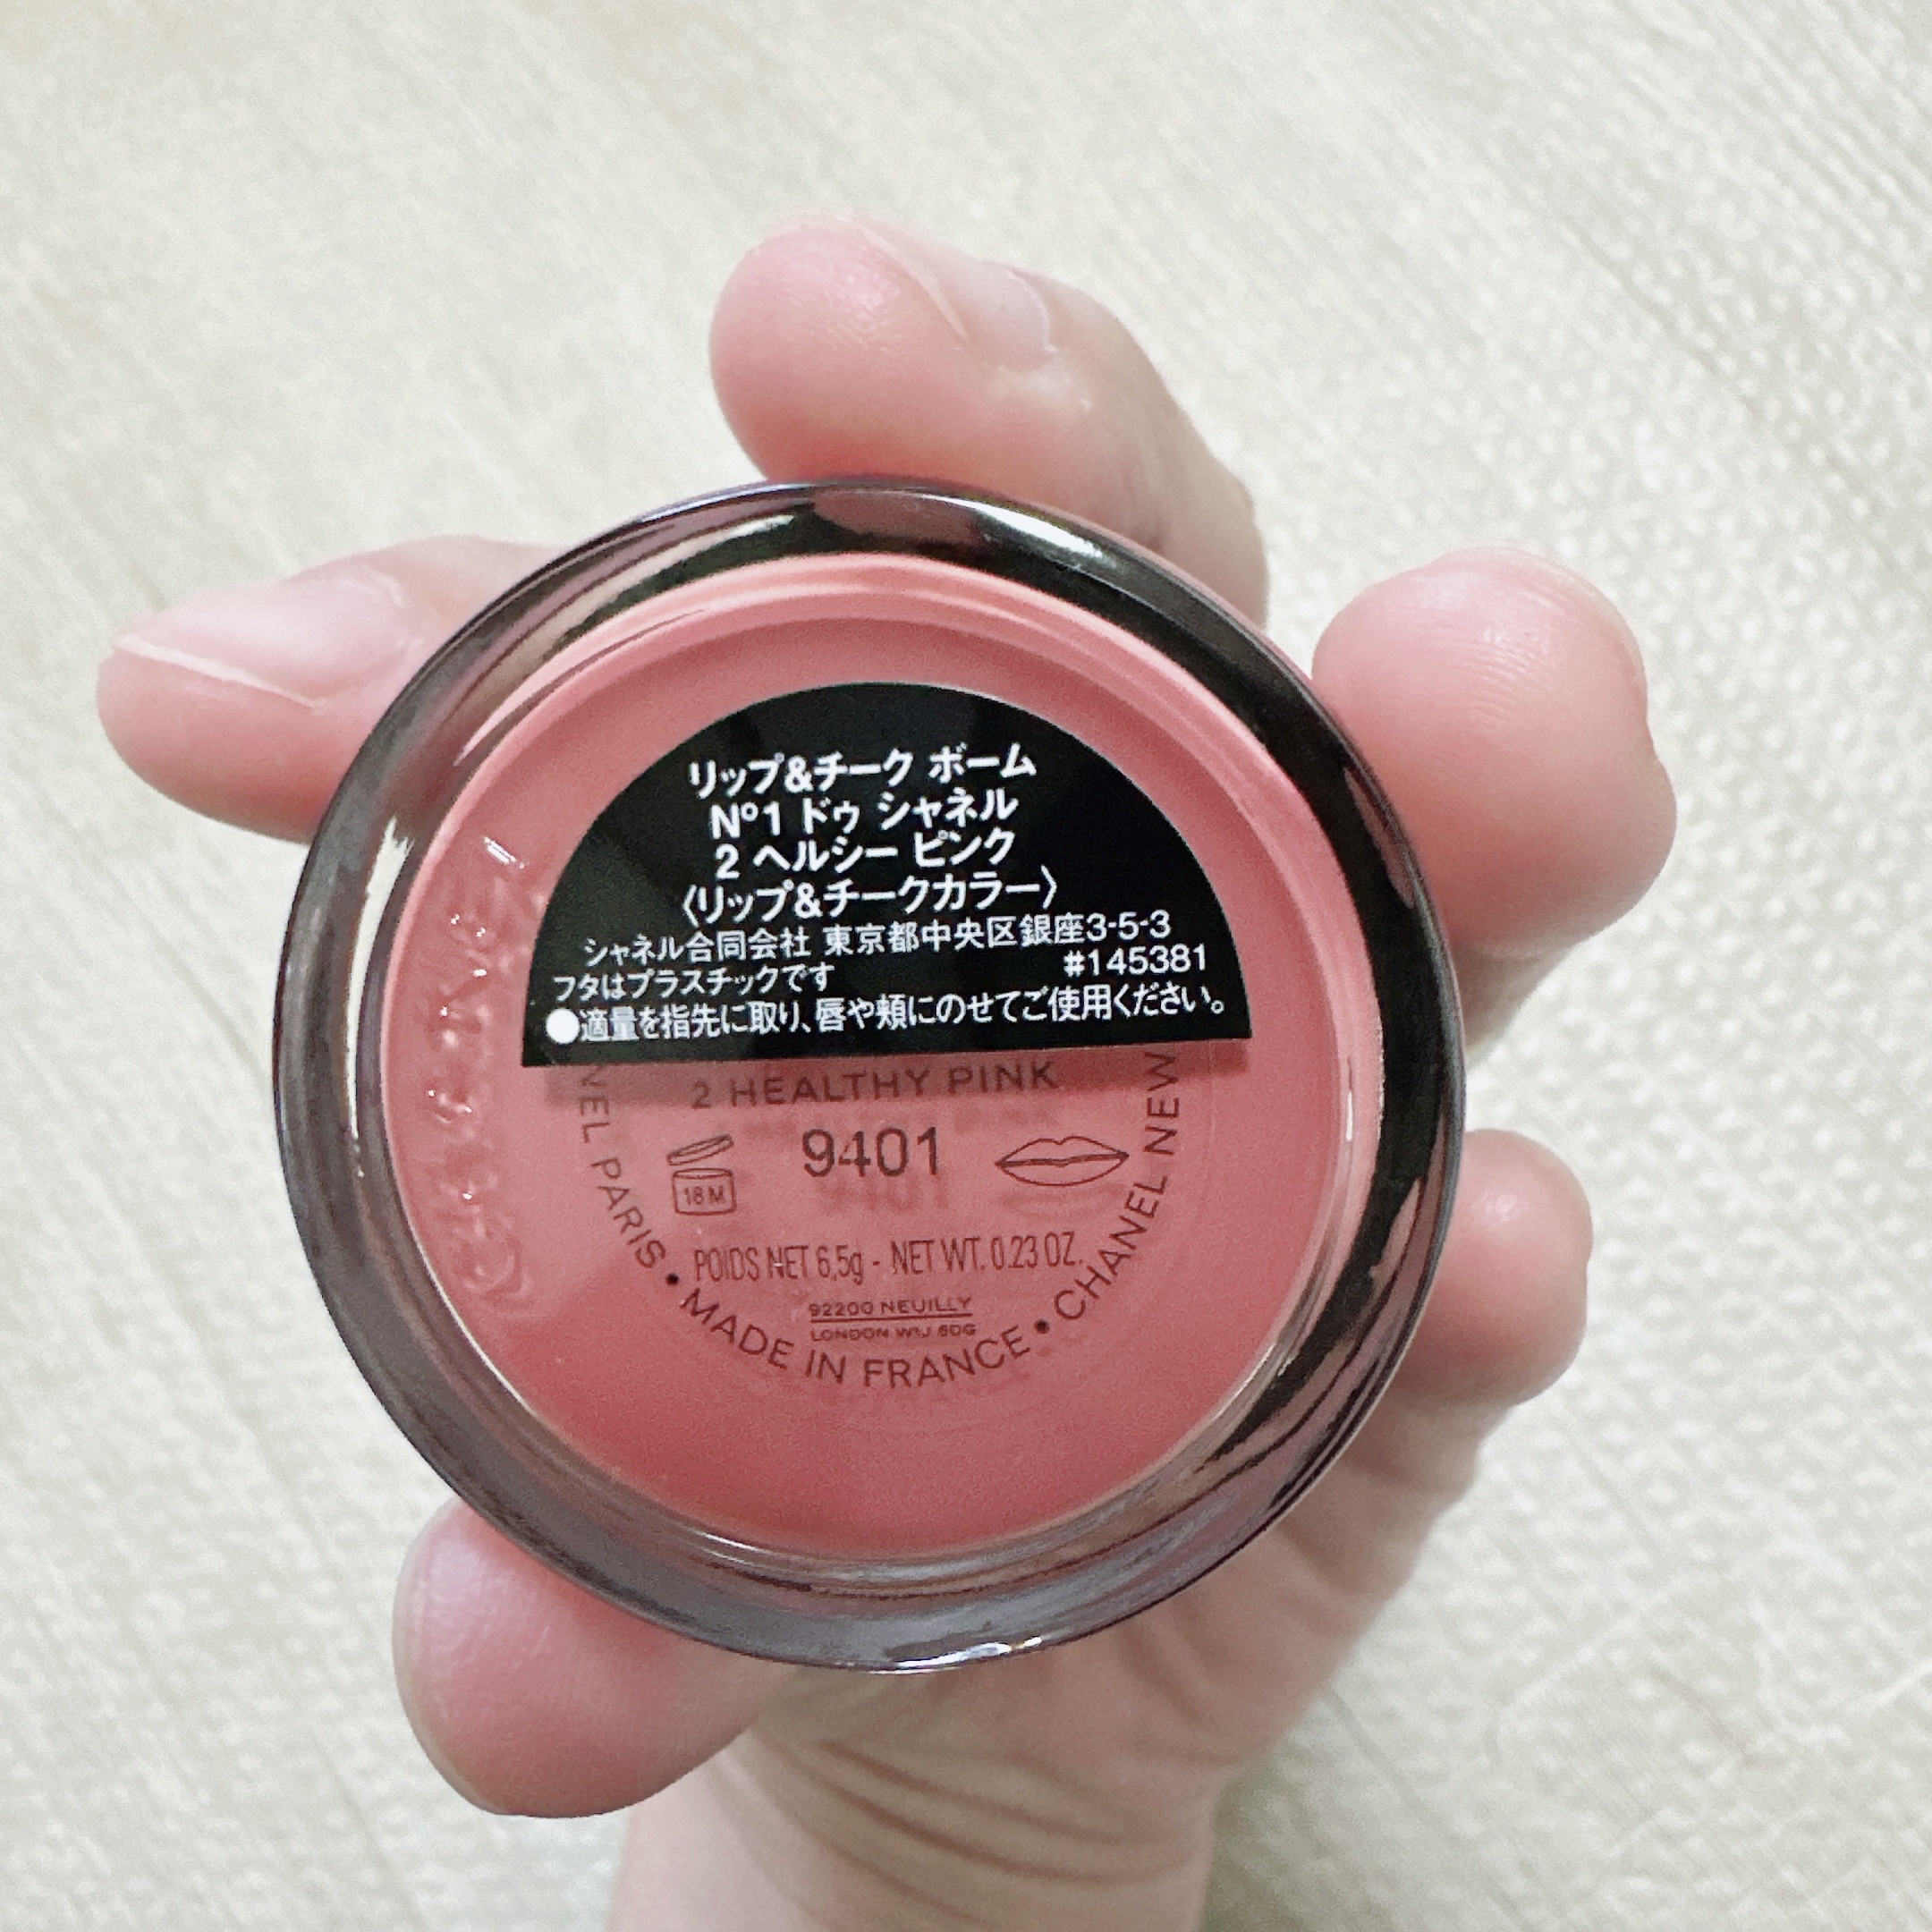 リップ&チーク ボーム
N°1 ドゥ シャネル
2 ヘルシー ピンク
〈リップ&チークカラー〉
シャネル合同会社 東京都中央区銀座3-5-3
フタはプラスチックです #145381
●適量を指先に取り、唇や頬にのせてご使用ください。
2 HEALTHY PINK
9401
18 M
POIDS NET 6,5g - NET WT. 0.23 OZ.
92200 NEUILLY
LONDON W1J 6DG
NEL PARIS • MADE IN FRANCE • CHANEL NEW